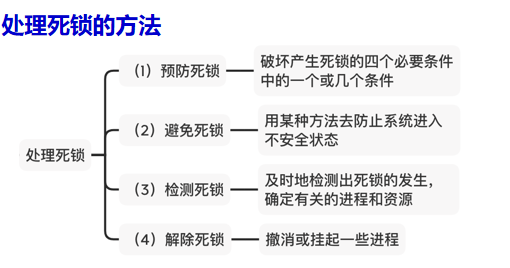 处理死锁的方法
处理死锁
（1）预防死锁
破坏产生死锁的四个必要条件
中的一个或几个条件
（2）避免死锁
用某种方法去防止系统进入
不安全状态
（3）检测死锁
及时地检测出死锁的发生，
确定有关的进程和资源
（4）解除死锁
撤消或挂起一些进程